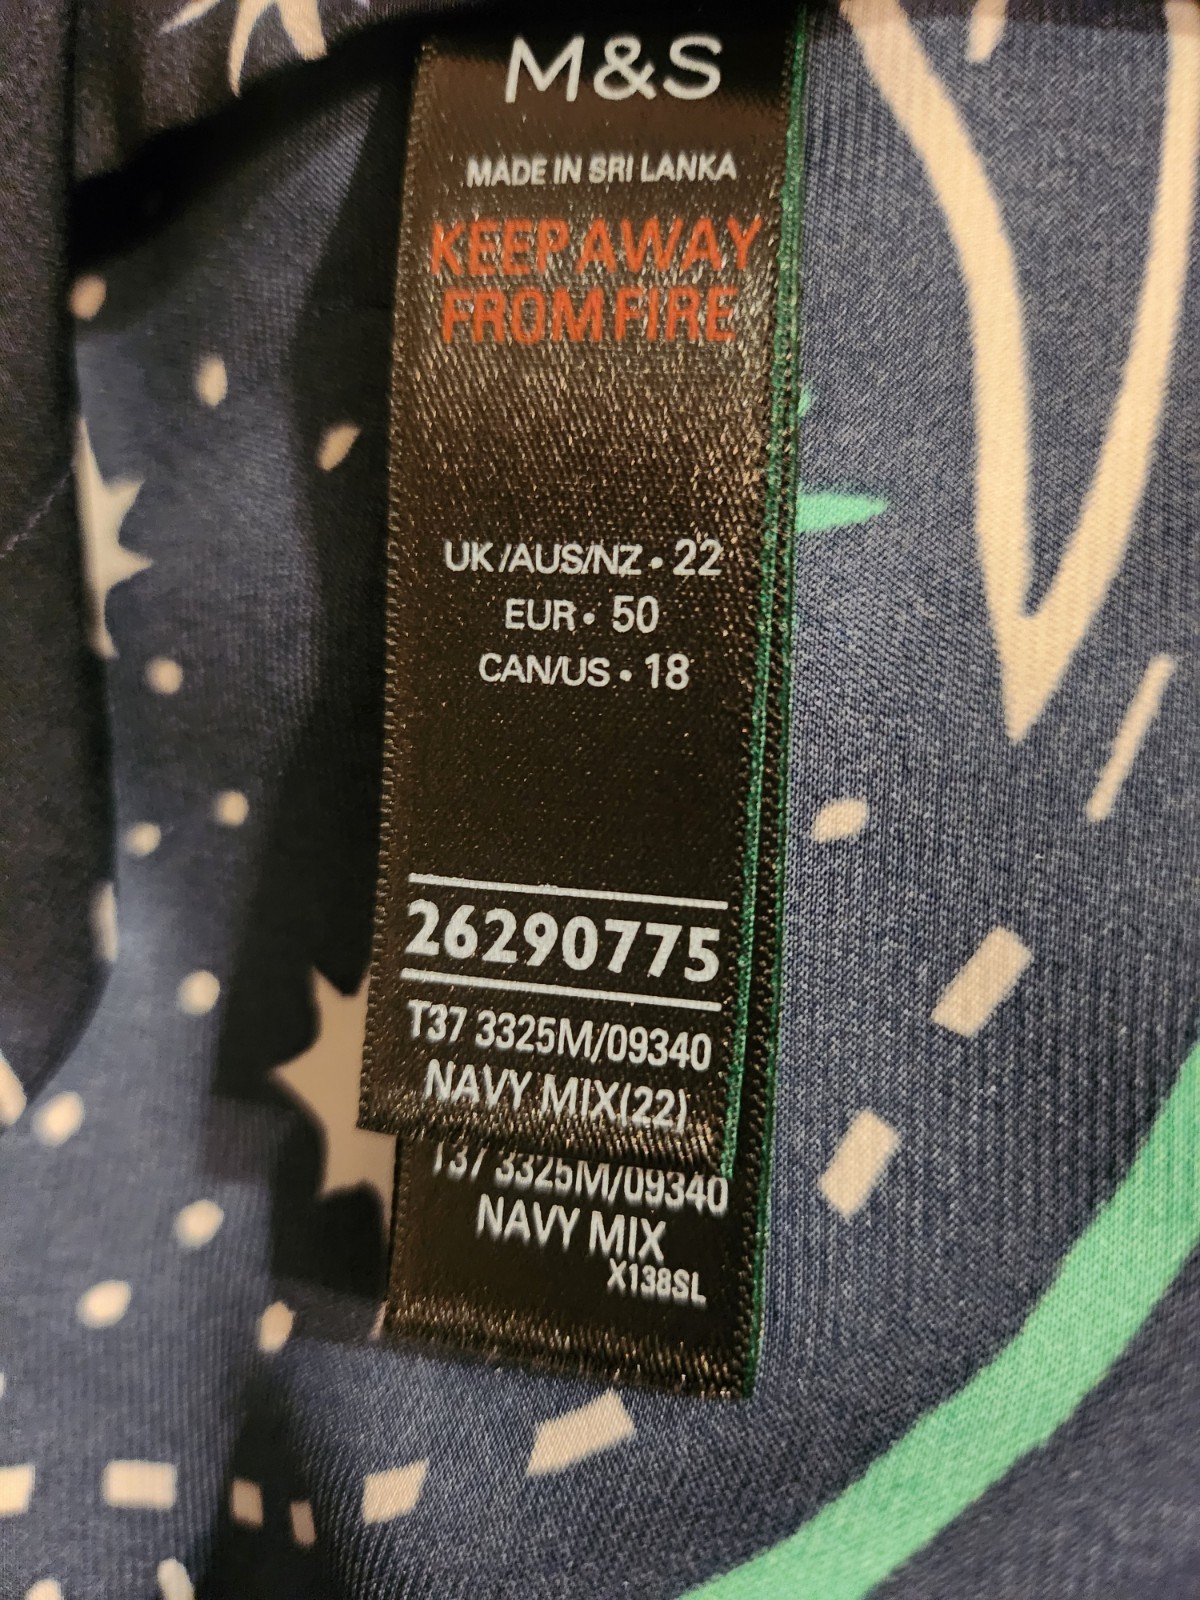 M&S
MADE IN SRI LANKA
KEEP AWAY
FROM FIRE
UK/AUS/NZ • 22
EUR • 50
CAN/US • 18
26290775
T37 3325M/09340
NAVY MIX(22)
T37 3325M/09340
NAVY MIX
X138SL